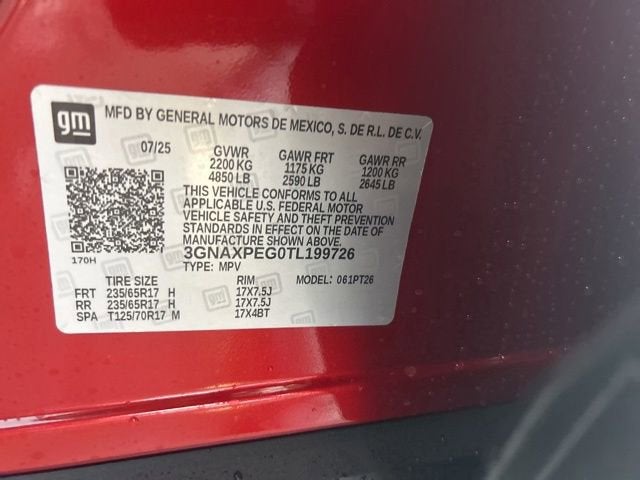 gm
MFD BY GENERAL MOTORS DE MEXICO, S. DE R.L. DE C.V.
07/25 GVWR GAWR FRT GAWR RR
2200 KG 1175 KG 1200 KG
4850 LB 2590 LB 2645 LB
THIS VEHICLE CONFORMS TO ALL
APPLICABLE U.S. FEDERAL MOTOR
VEHICLE SAFETY AND THEFT PREVENTION
STANDARDS IN EFFECT ON THE DATE OF
MANUFACTURE SHOWN ABOVE.
170H 3GNAXPEG0TL199726
TYPE: MPV MODEL: 061PT26
TIRE SIZE RIM
FRT 235/65R17 H 17X7.5J
RR 235/65R17 H 17X7.5J
SPA T125/70R17 M 17X4BT